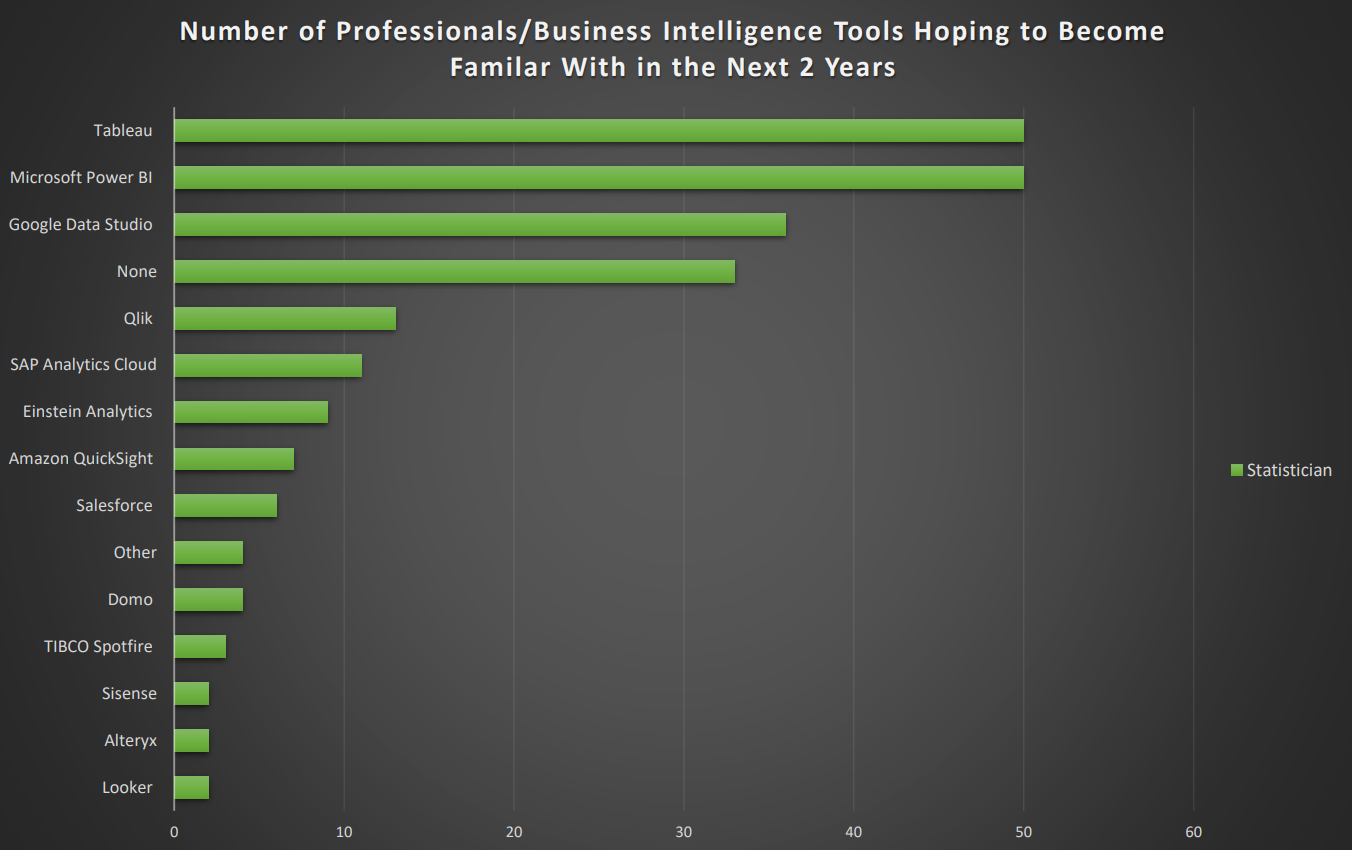 Number of Professionals/Business Intelligence Tools Hoping to Become
Familar With in the Next 2 Years
Tableau
Microsoft Power BI
Google Data Studio
None
Qlik
SAP Analytics Cloud
Einstein Analytics
Amazon QuickSight
Salesforce
Other
Domo
TIBCO Spotfire
Sisense
Alteryx
Looker
0 10 20 30 40 50 60
Statistician